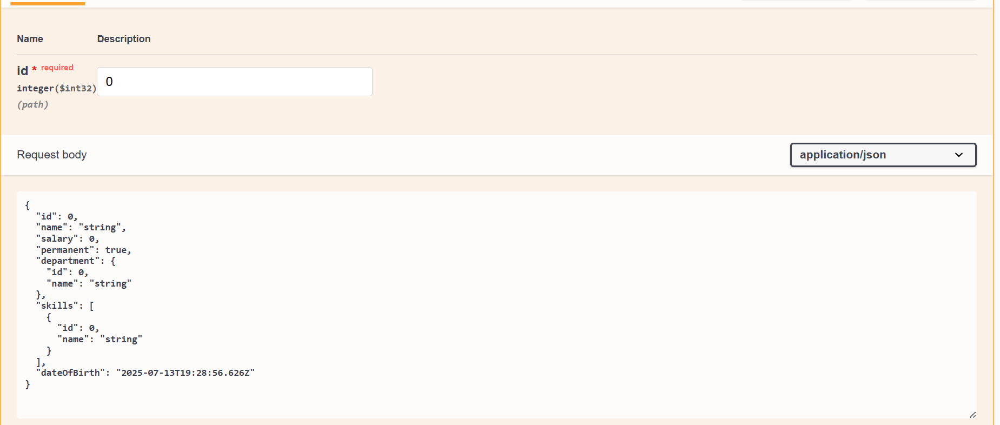 Name Description
id * required
integer($int32)
0
(path)
Request body
application/json
{
  "id": 0,
  "name": "string",
  "salary": 0,
  "permanent": true,
  "department": {
    "id": 0,
    "name": "string"
  },
  "skills": [
    {
      "id": 0,
      "name": "string"
    }
  ],
  "dateOfBirth": "2025-07-13T19:28:56.626Z"
}